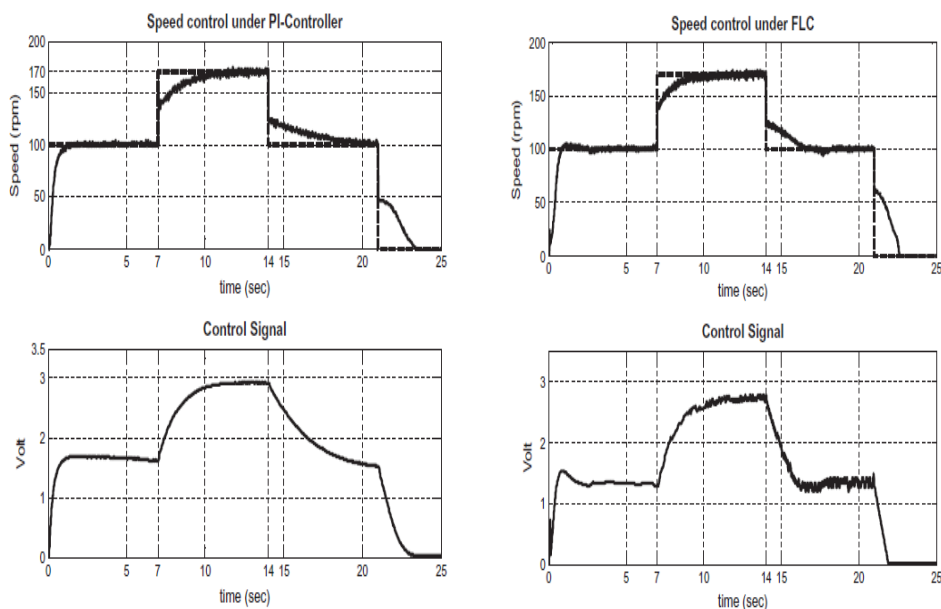 Speed control under PI-Controller
200
170
150
100
50
0
Speed (rpm)
0 5 7 10 14 15 20 25
time (sec)
Speed control under FLC
200
150
100
50
0
Speed (rpm)
0 5 7 10 14 15 20 25
time (sec)
Control Signal
3.5
3
2
1
0
Volt
0 5 7 10 14 15 20 25
time (sec)
Control Signal
3
2
1
0
Volt
0 5 7 10 14 15 20 25
time (sec)